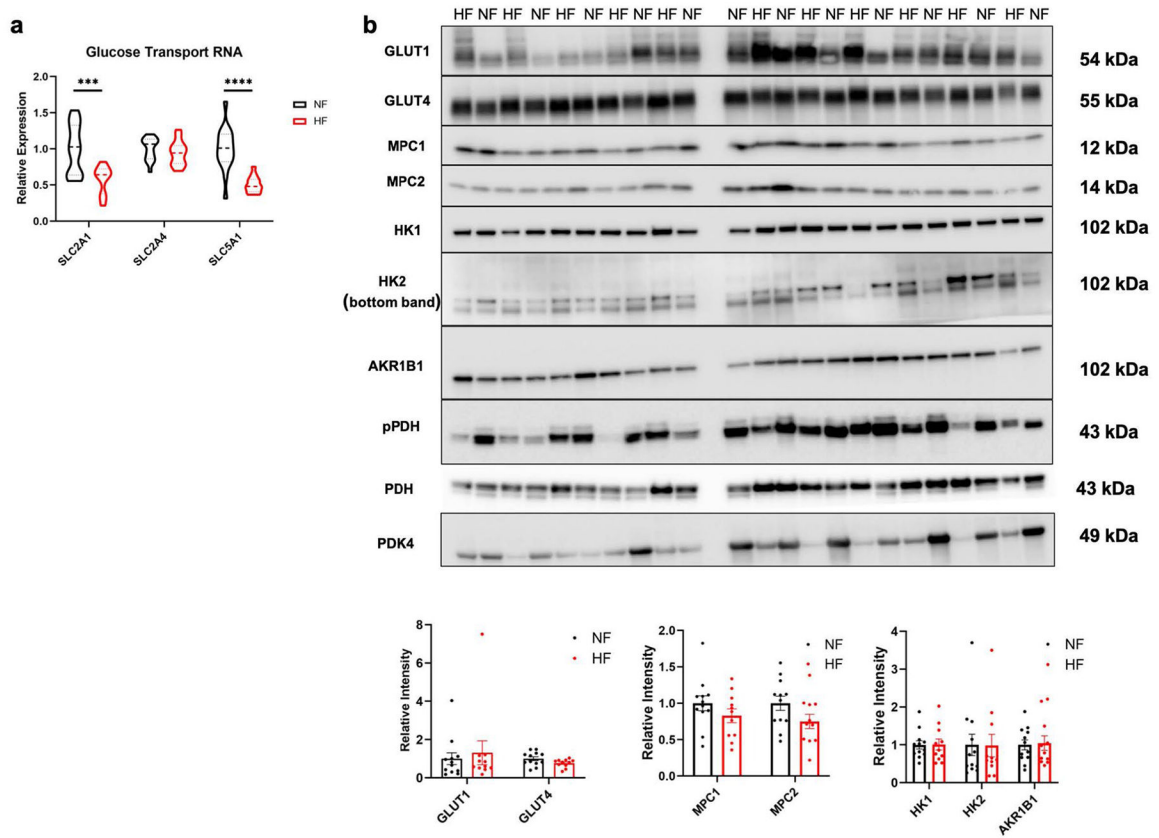 a
Glucose Transport RNA
Relative Expression
2.0
1.5
1.0
0.5
0.0
***
****
NF
HF
SLC2A1
SLC2A4
SLC5A1
b
HF NF HF NF HF NF HF NF HF NF NF HF NF HF NF HF NF HF NF HF NF HF NF
GLUT1 54 kDa
GLUT4 55 kDa
MPC1 12 kDa
MPC2 14 kDa
HK1 102 kDa
HK2 102 kDa
(bottom band)
AKR1B1 102 kDa
pPDH 43 kDa
PDH 43 kDa
PDK4 49 kDa
Relative Intensity
8
6
4
2
0
NF
HF
GLUT1
GLUT4
Relative Intensity
2.0
1.5
1.0
0.5
0.0
NF
HF
MPC1
MPC2
Relative Intensity
4
3
2
1
0
NF
HF
HK1
HK2
AKR1B1